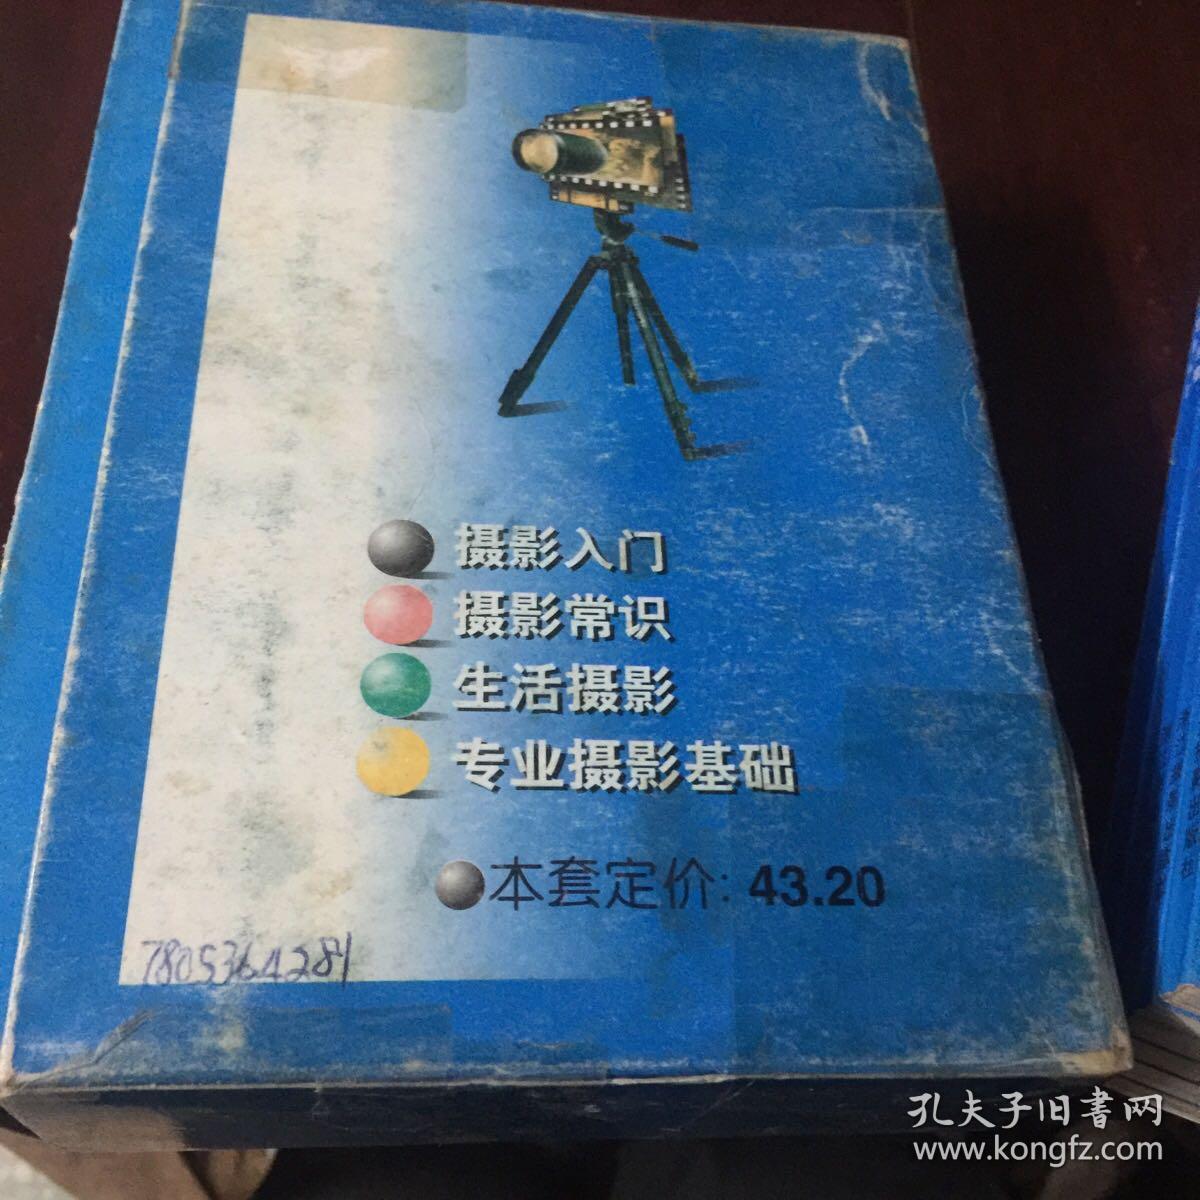 摄影入门
摄影常识
生活摄影
专业摄影基础
本套定价: 43.20
7805364281
孔夫子旧書网
www.kongfz.com